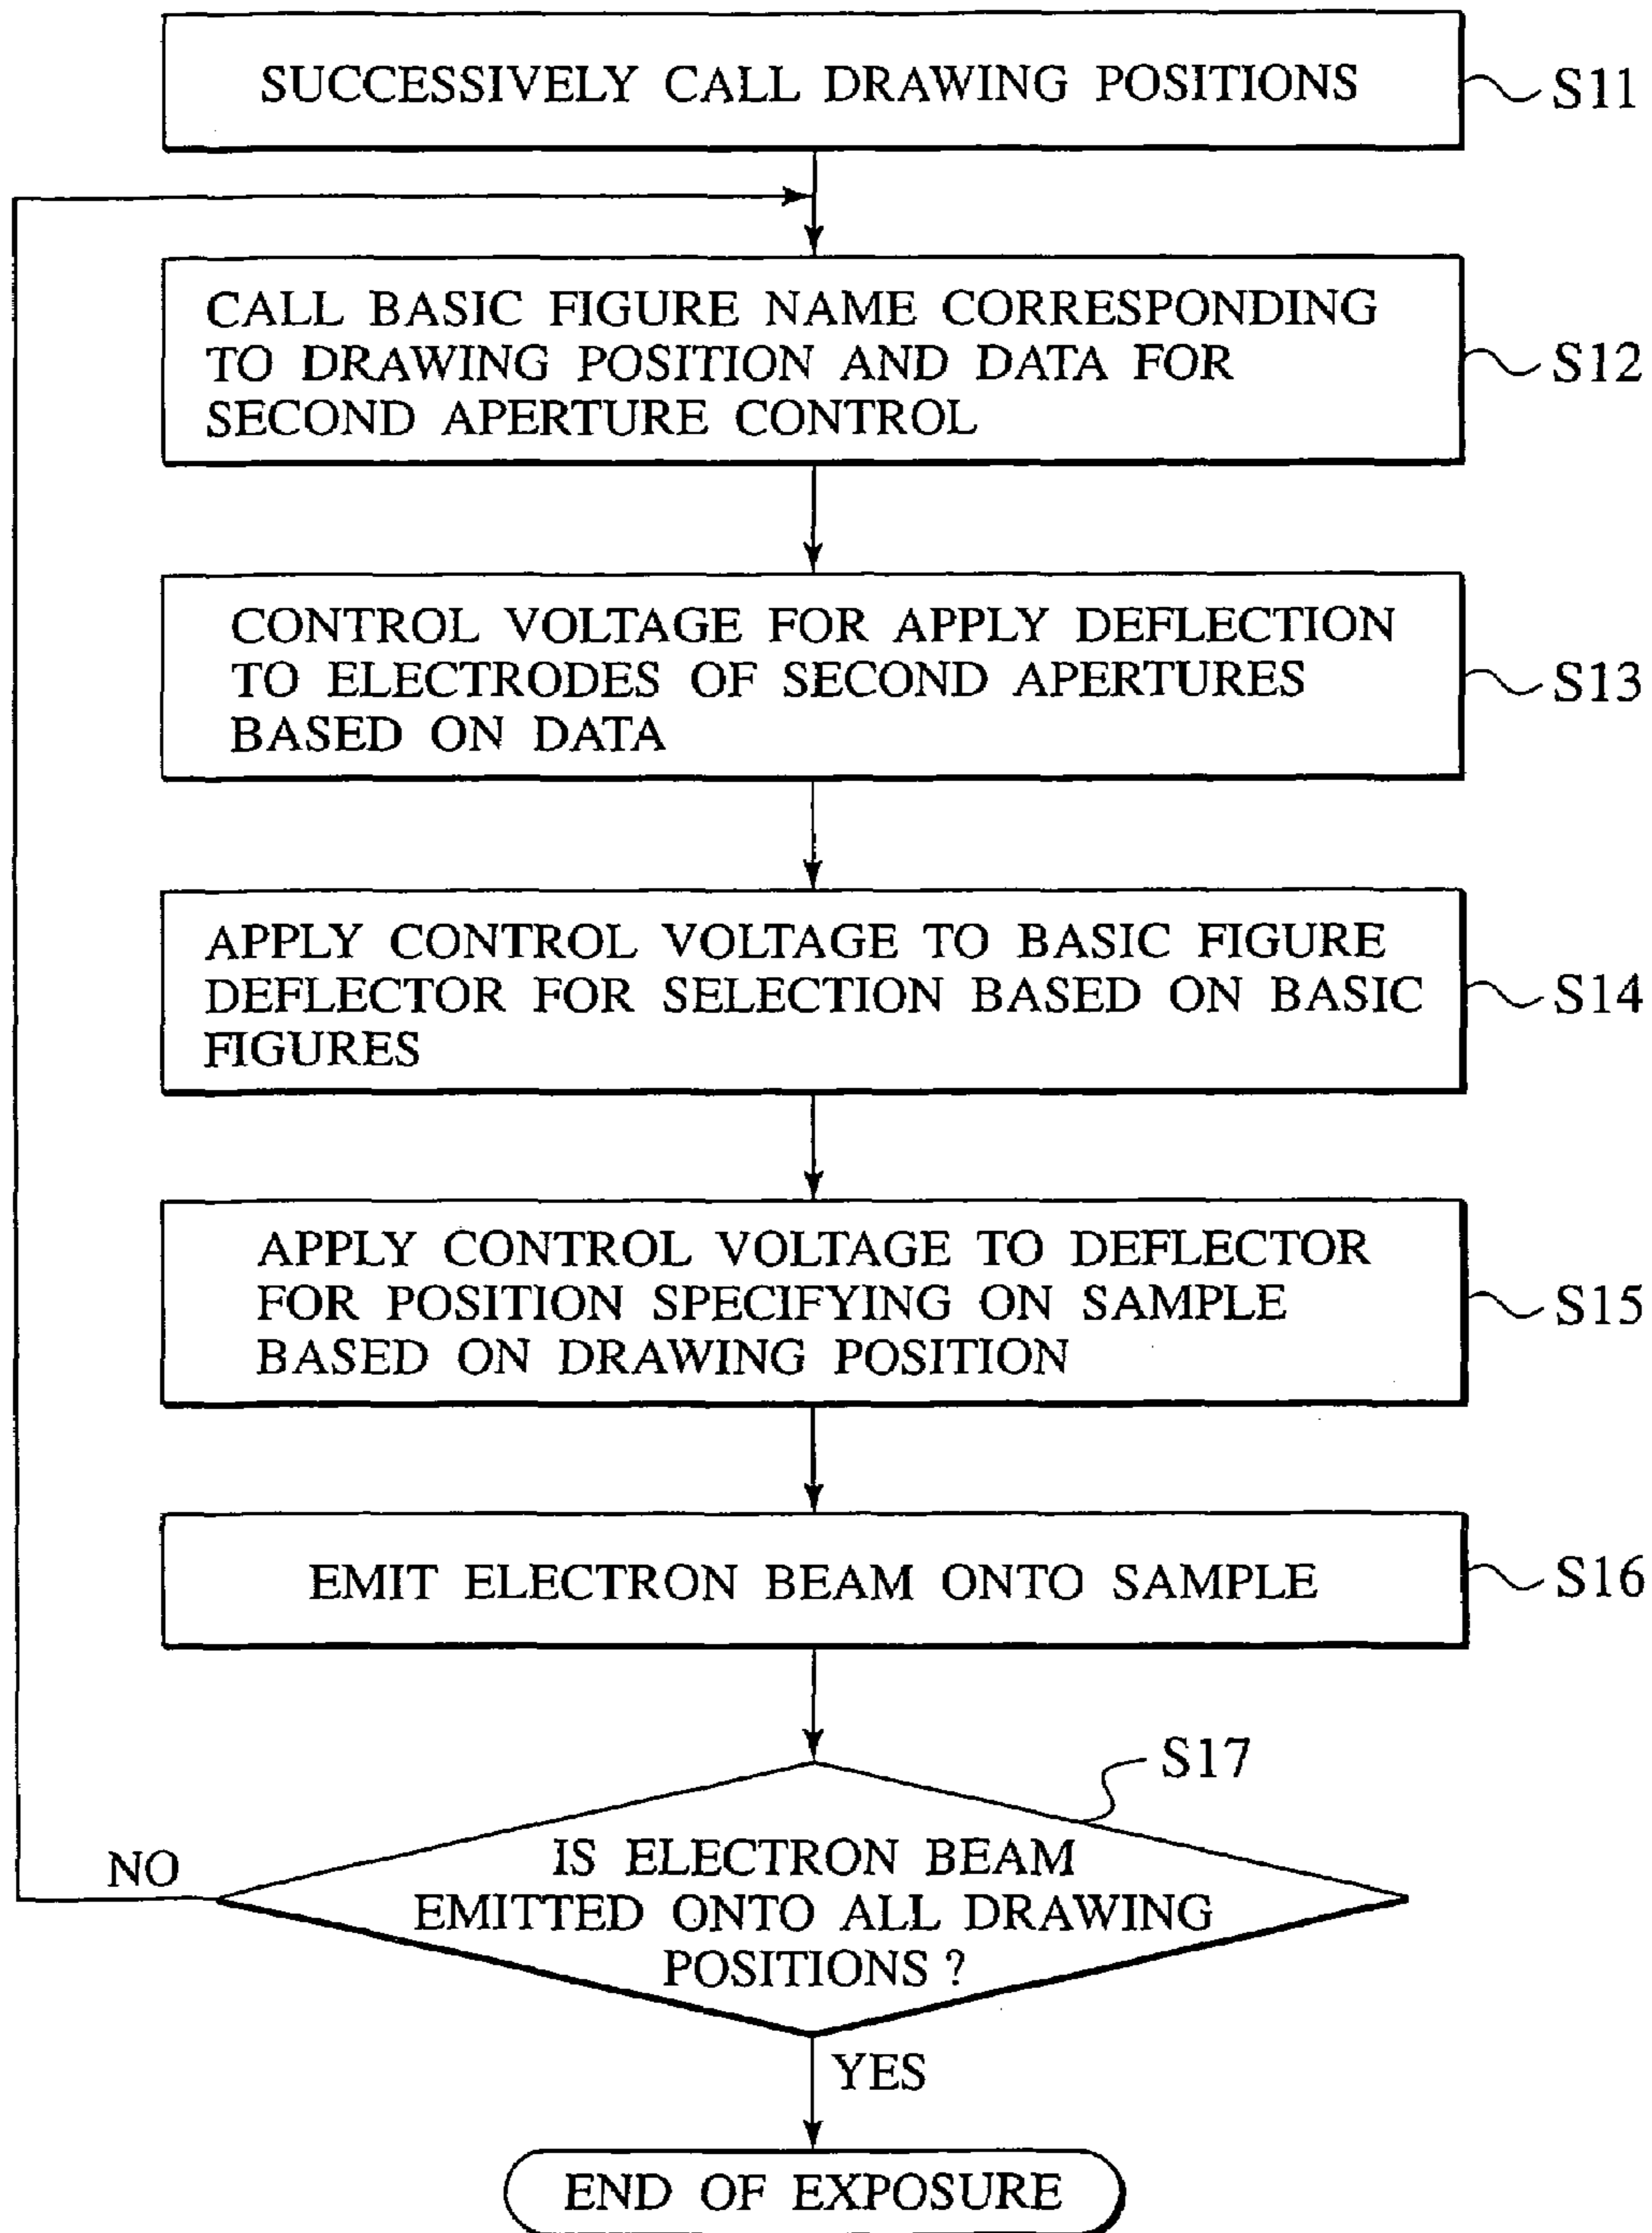 SUCCESSIVELY CALL DRAWING POSITIONS
S11
CALL BASIC FIGURE NAME CORRESPONDING
TO DRAWING POSITION AND DATA FOR
SECOND APERTURE CONTROL
S12
CONTROL VOLTAGE FOR APPLY DEFLECTION
TO ELECTRODES OF SECOND APERTURES
BASED ON DATA
S13
APPLY CONTROL VOLTAGE TO BASIC FIGURE
DEFLECTOR FOR SELECTION BASED ON BASIC
FIGURES
S14
APPLY CONTROL VOLTAGE TO DEFLECTOR
FOR POSITION SPECIFYING ON SAMPLE
BASED ON DRAWING POSITION
S15
EMIT ELECTRON BEAM ONTO SAMPLE
S16
S17
IS ELECTRON BEAM
EMITTED ONTO ALL DRAWING
POSITIONS ?
NO
YES
END OF EXPOSURE